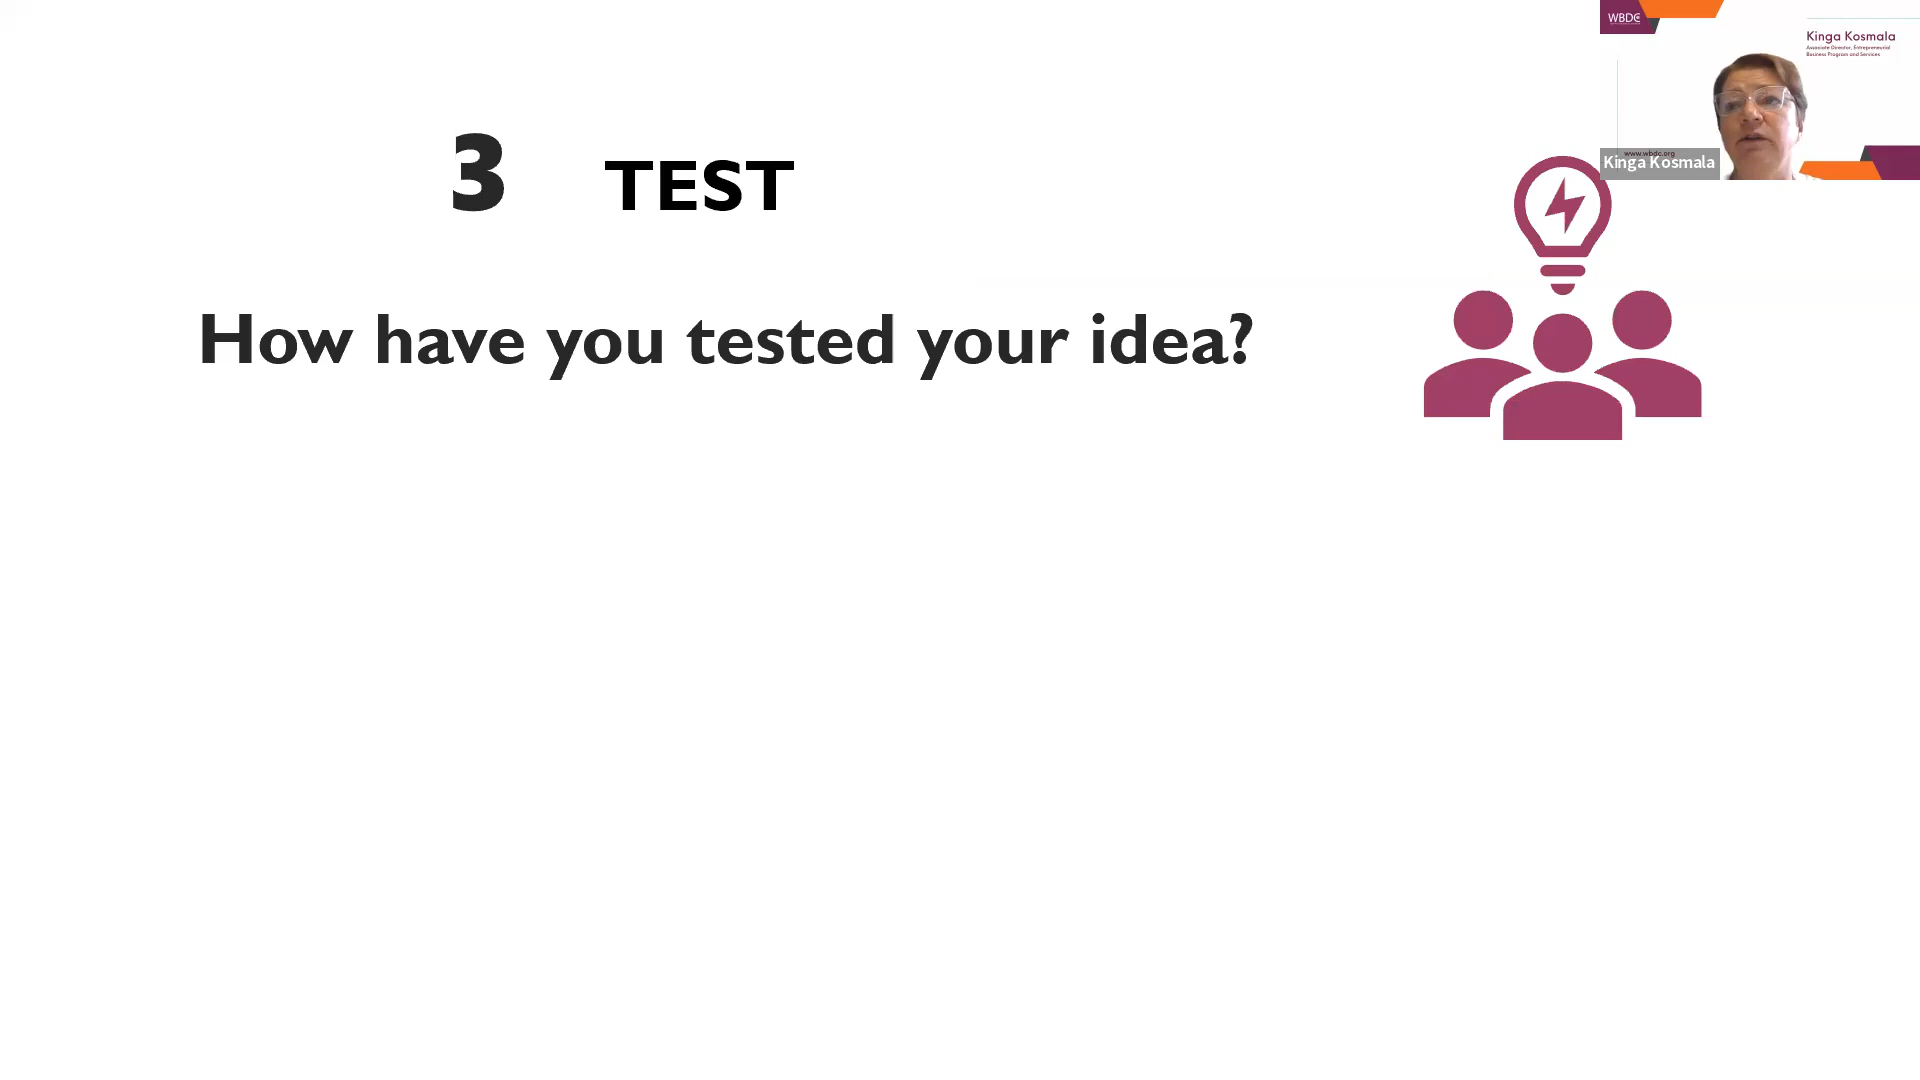 WBDC
Kinga Kosmala
Associate Director, Entrepreneurial
Business Program and Services
www.wbdc.org
Kinga Kosmala
3 TEST
How have you tested your idea?